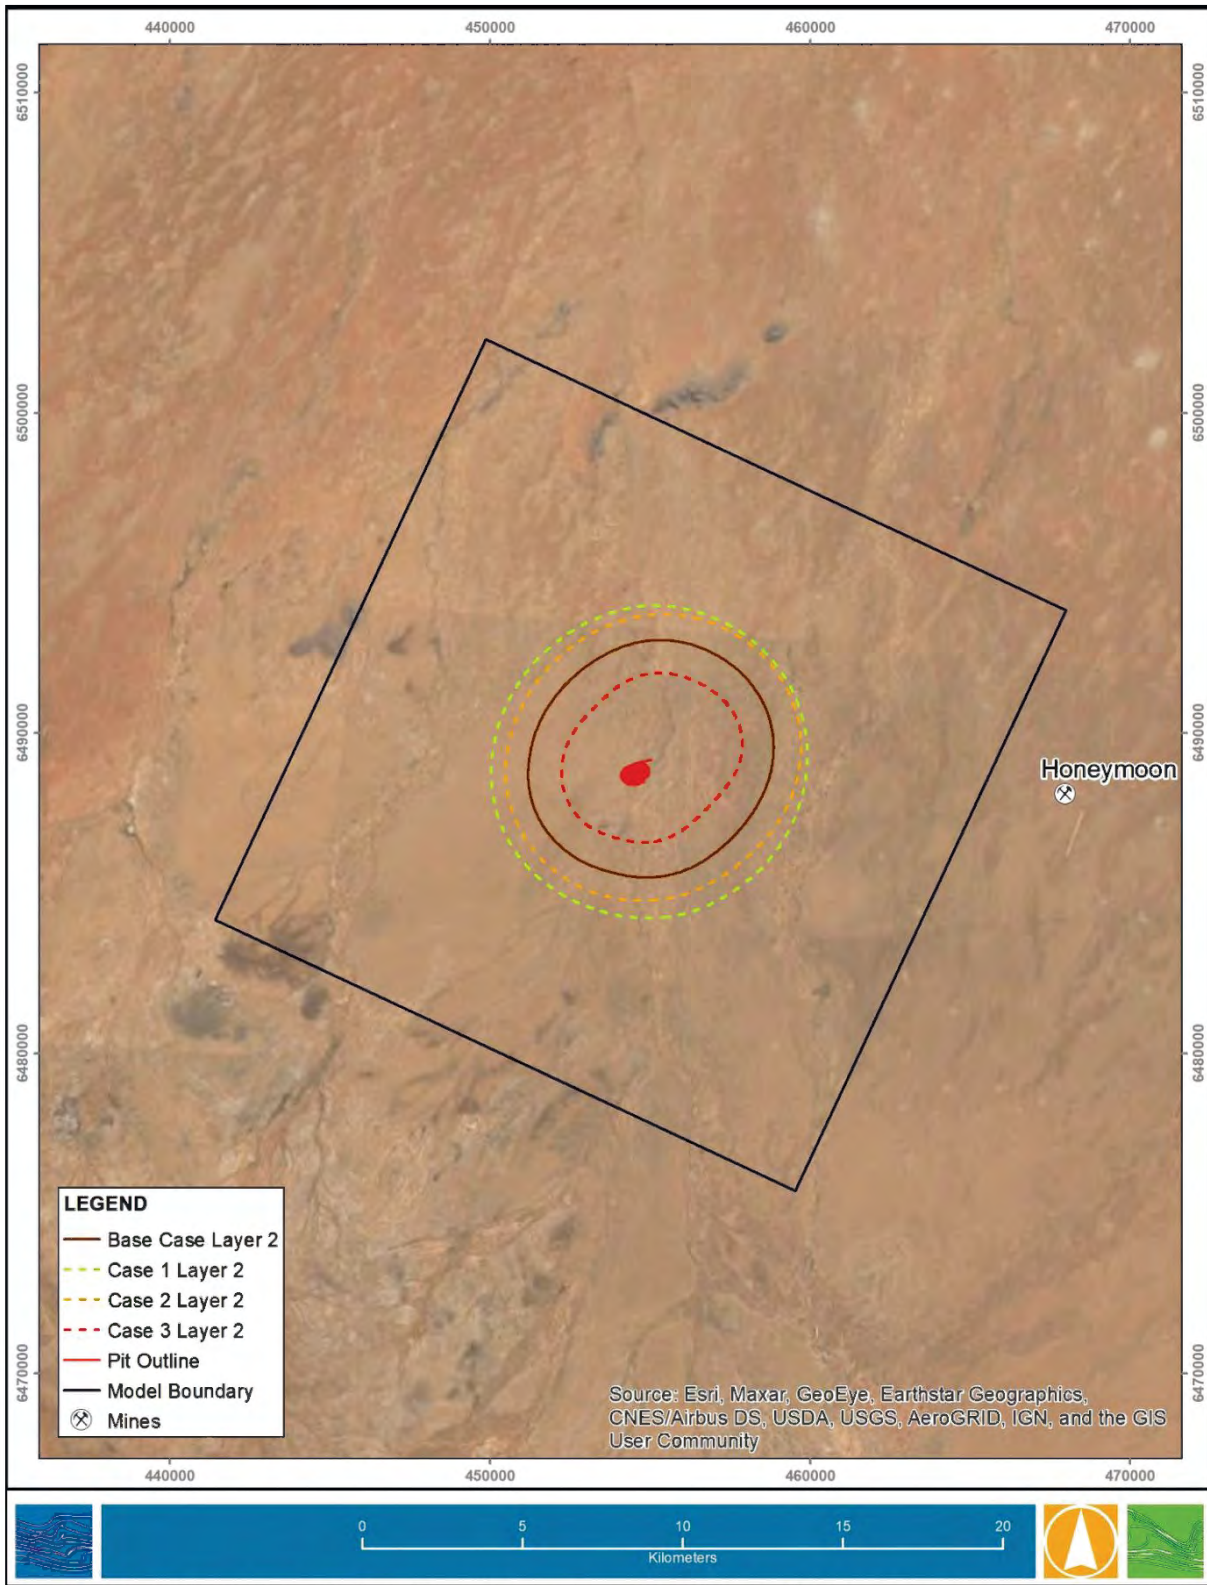 440000 450000 460000 470000
6510000 6510000
6500000 6500000
6490000 6490000
Honeymoon
6480000 6480000
LEGEND
Base Case Layer 2
Case 1 Layer 2
Case 2 Layer 2
Case 3 Layer 2
Pit Outline
Model Boundary
Mines
6470000 6470000
Source: Esri, Maxar, GeoEye, Earthstar Geographics,
CNES/Airbus DS, USDA, USGS, AeroGRID, IGN, and the GIS
User Community
440000 450000 460000 470000
0 5 10 15 20
Kilometers